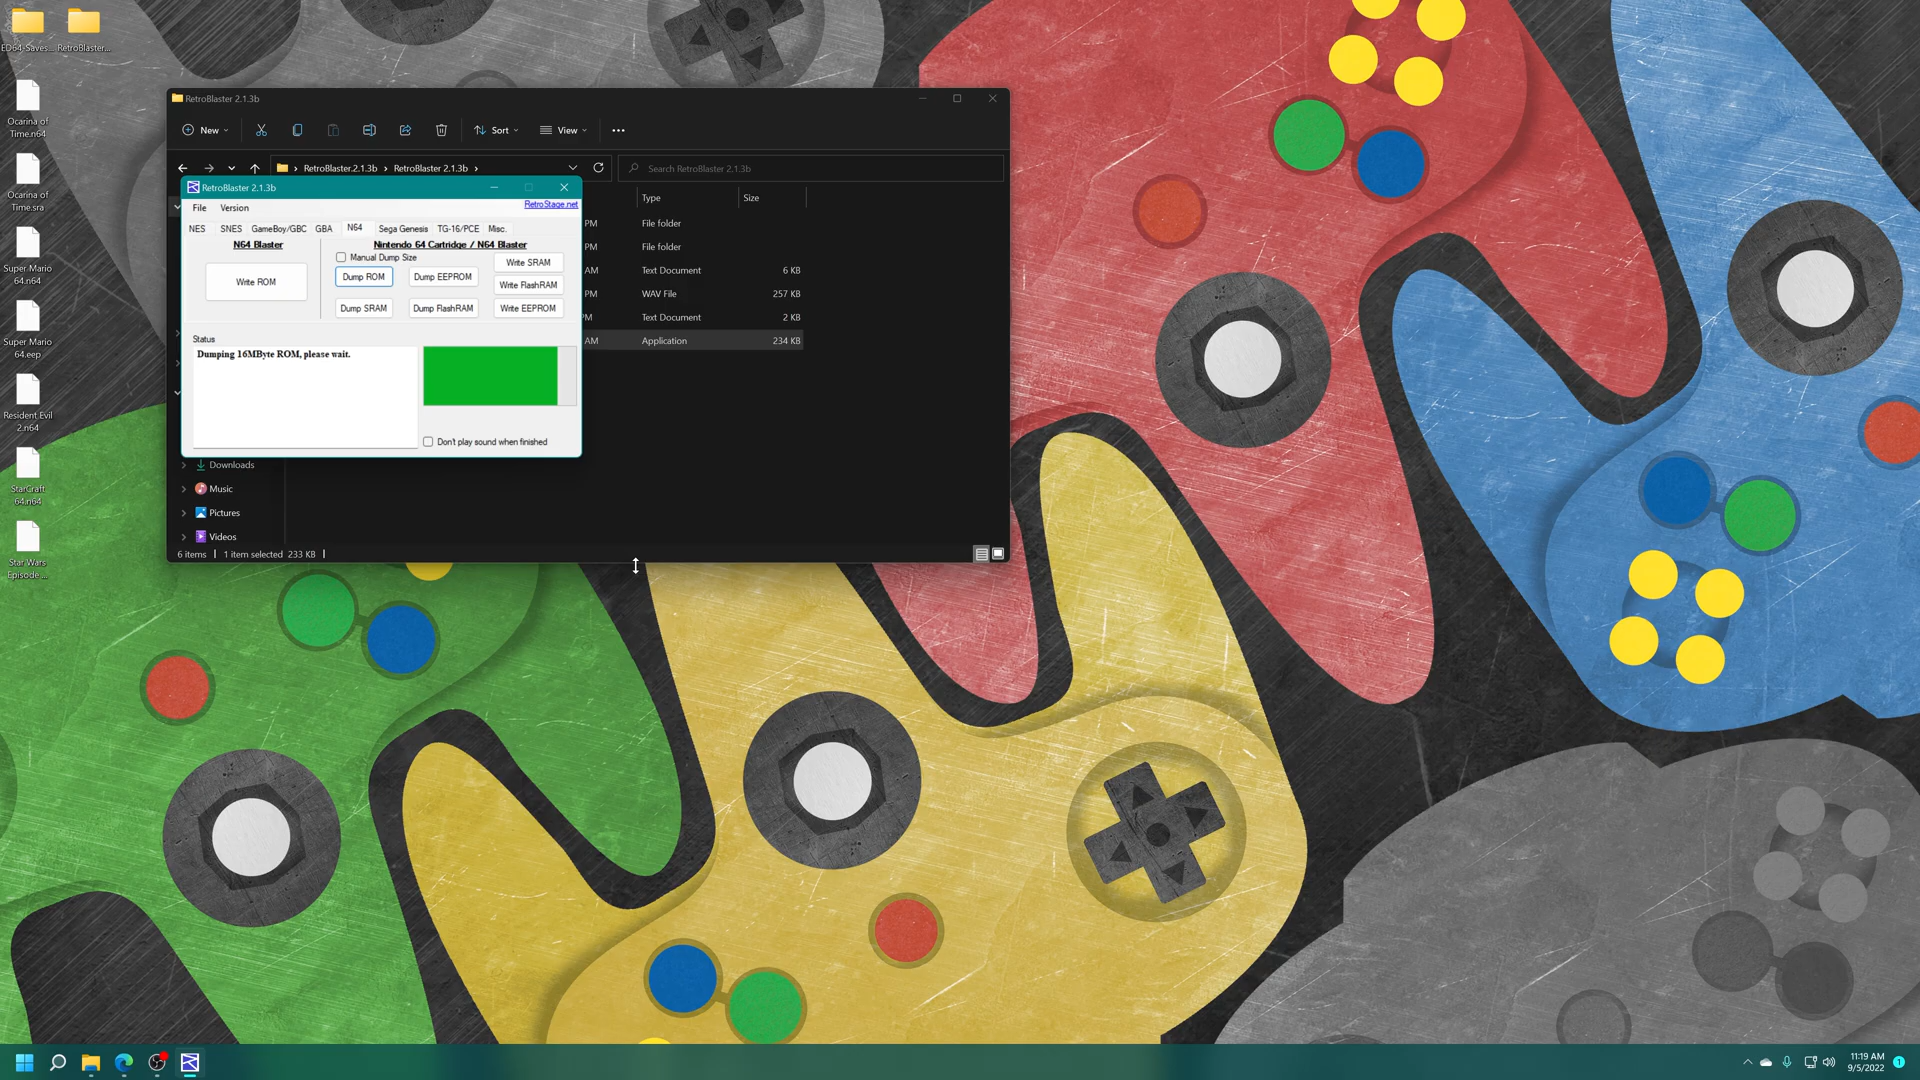 ED64-Saves...
RetroBlaster...
Ocarina of
Time.n64
Ocarina of
Time.sra
Super Mario
64.n64
Super Mario
64.eep
Resident Evil
2.n64
StarCraft
64.n64
Star Wars
Episode ...
RetroBlaster 2.1.3b
New
Sort
View
RetroBlaster.2.1.3b > RetroBlaster 2.1.3b >
Search RetroBlaster 2.1.3b
Type
Size
PM
File folder
PM
File folder
AM
Text Document
6 KB
PM
WAV File
257 KB
PM
Text Document
2 KB
AM
Application
234 KB
RetroBlaster 2.1.3b
File
Version
RetroStage.net
NES
SNES
GameBoy/GBC
GBA
N64
Sega Genesis
TG-16/PCE
Misc.
N64 Blaster
Write ROM
Nintendo 64 Cartridge / N64 Blaster
Manual Dump Size
Dump ROM
Dump EEPROM
Dump SRAM
Dump FlashRAM
Write SRAM
Write FlashRAM
Write EEPROM
Status
Dumping 16MByte ROM, please wait.
Don't play sound when finished
Downloads
Music
Pictures
Videos
6 items
1 item selected 233 KB
11:19 AM
9/5/2022
1